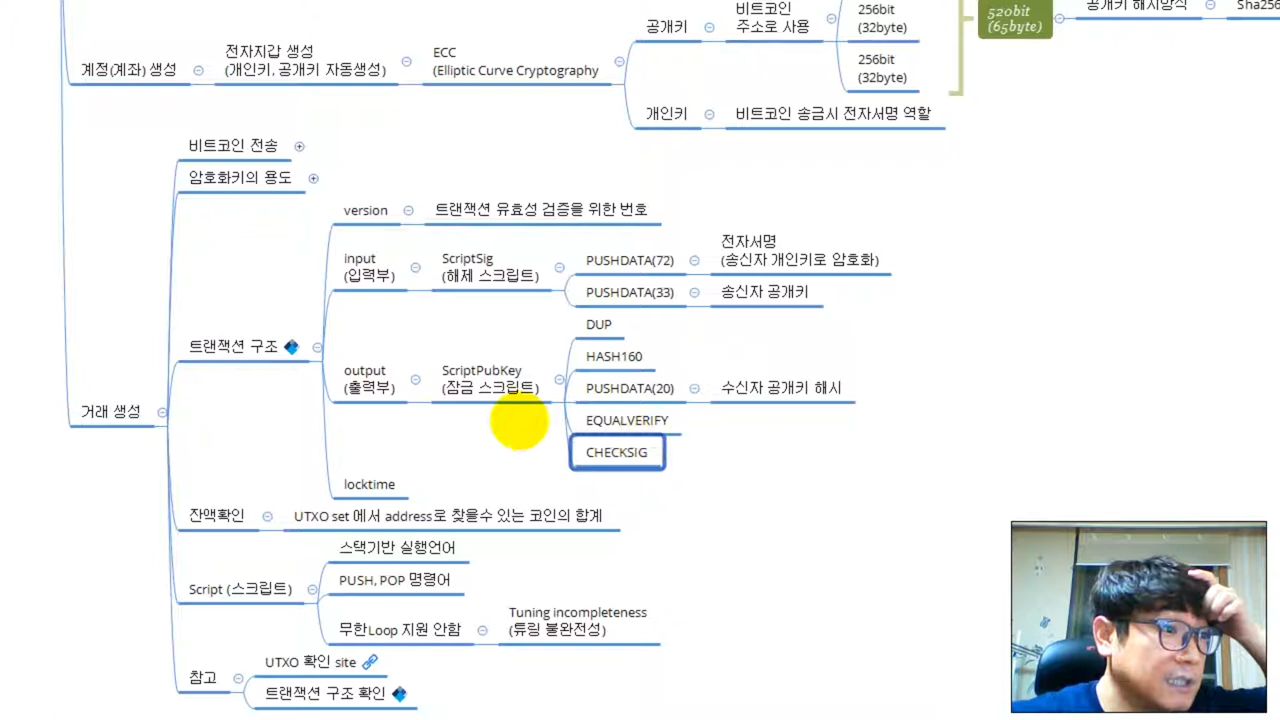 비트코인
주소로 사용
공개키
256bit
(32byte)
256bit
(32byte)
520bit
(65byte)
공개키 해시방식
Sha256
계정(계좌) 생성
전자지갑 생성
(개인키, 공개키 자동생성)
ECC
(Elliptic Curve Cryptography
개인키
비트코인 송금시 전자서명 역할
비트코인 전송
암호화키의 용도
version
트랜잭션 유효성 검증을 위한 번호
input
(입력부)
ScriptSig
(해제 스크립트)
PUSHDATA(72)
전자서명
(송신자 개인키로 암호화)
PUSHDATA(33)
송신자 공개키
트랜잭션 구조
output
(출력부)
ScriptPubKey
(잠금 스크립트)
DUP
HASH160
PUSHDATA(20)
수신자 공개키 해시
EQUALVERIFY
CHECKSIG
거래 생성
locktime
잔액확인
UTXO set 에서 address로 찾을수 있는 코인의 합계
Script (스크립트)
스택기반 실행언어
PUSH, POP 명령어
무한Loop 지원 안함
Tuning incompleteness
(튜링 불완전성)
참고
UTXO 확인 site
트랜잭션 구조 확인